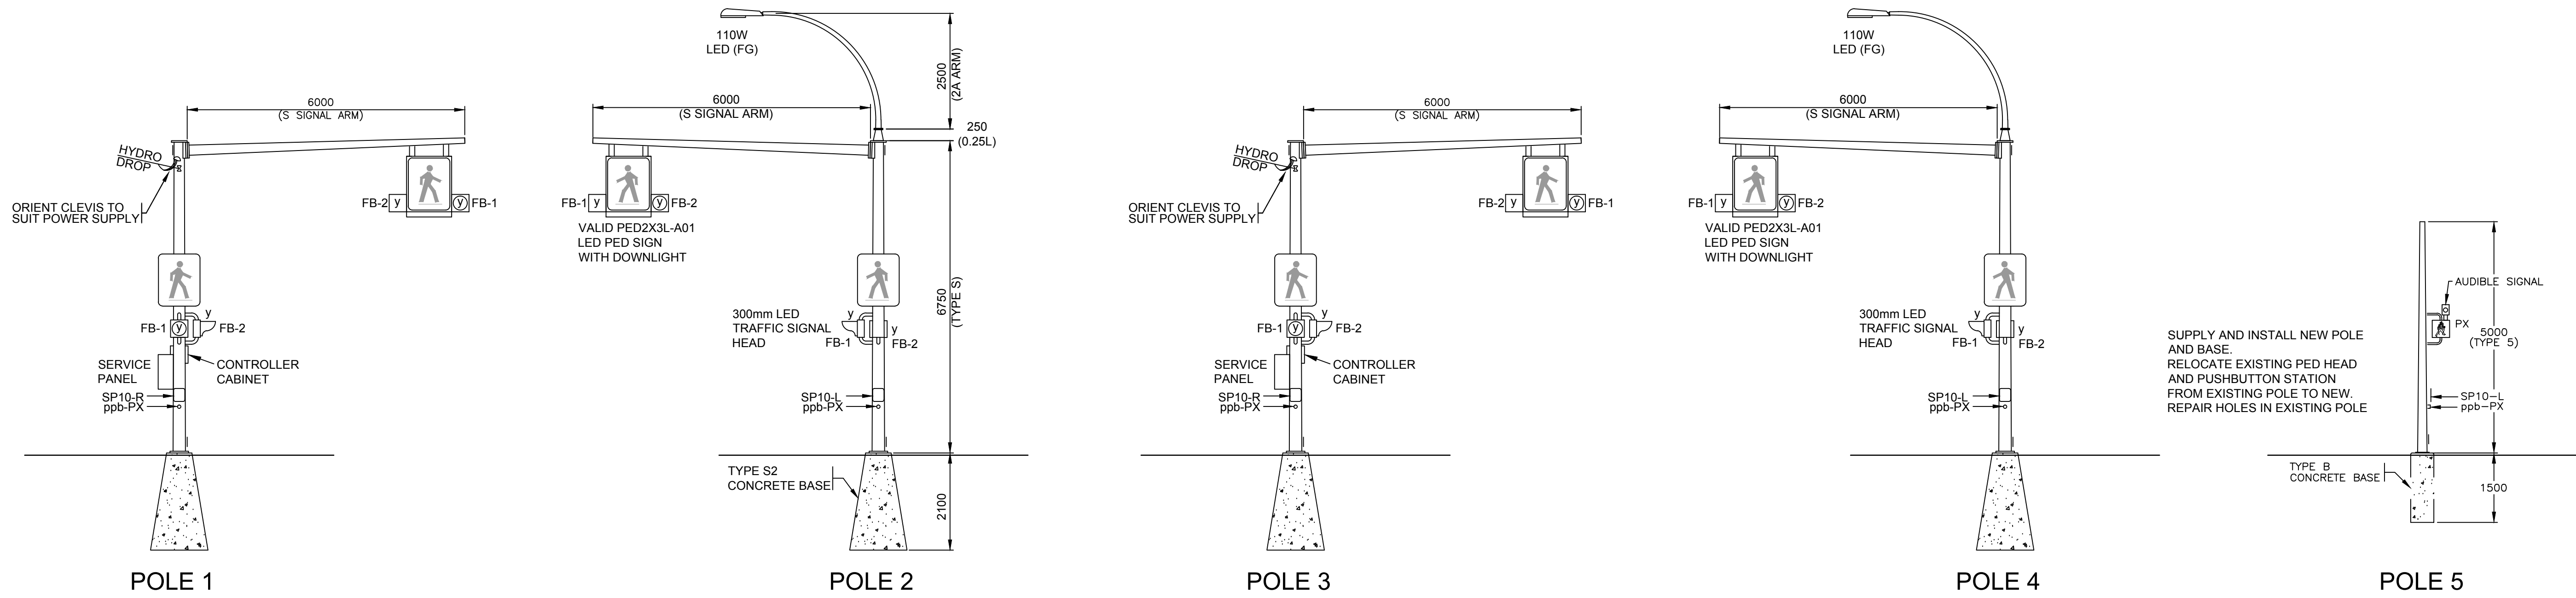 6000
(S SIGNAL ARM)
HYDRO
DROP
ORIENT CLEVIS TO
SUIT POWER SUPPLY
FB-2 y y FB-1
FB-1 y y FB-2
SERVICE
PANEL
CONTROLLER
CABINET
SP10-R
ppb-PX
POLE 1
110W
LED (FG)
2500
(2A ARM)
6000
(S SIGNAL ARM)
250
(0.25L)
FB-1 y y FB-2
VALID PED2X3L-A01
LED PED SIGN
WITH DOWNLIGHT
6750
(TYPE S)
300mm LED
TRAFFIC SIGNAL
HEAD
y
FB-1
y
FB-2
SP10-L
ppb-PX
TYPE S2
CONCRETE BASE
2100
POLE 2
6000
(S SIGNAL ARM)
HYDRO
DROP
ORIENT CLEVIS TO
SUIT POWER SUPPLY
FB-2 y y FB-1
FB-1 y y FB-2
SERVICE
PANEL
CONTROLLER
CABINET
SP10-R
ppb-PX
POLE 3
110W
LED (FG)
6000
(S SIGNAL ARM)
FB-1 y y FB-2
VALID PED2X3L-A01
LED PED SIGN
WITH DOWNLIGHT
300mm LED
TRAFFIC SIGNAL
HEAD
y
FB-1
y
FB-2
SP10-L
ppb-PX
POLE 4
SUPPLY AND INSTALL NEW POLE
AND BASE.
RELOCATE EXISTING PED HEAD
AND PUSHBUTTON STATION
FROM EXISTING POLE TO NEW.
REPAIR HOLES IN EXISTING POLE
AUDIBLE SIGNAL
PX
5000
(TYPE 5)
SP10-L
ppb-PX
TYPE B
CONCRETE BASE
1500
POLE 5